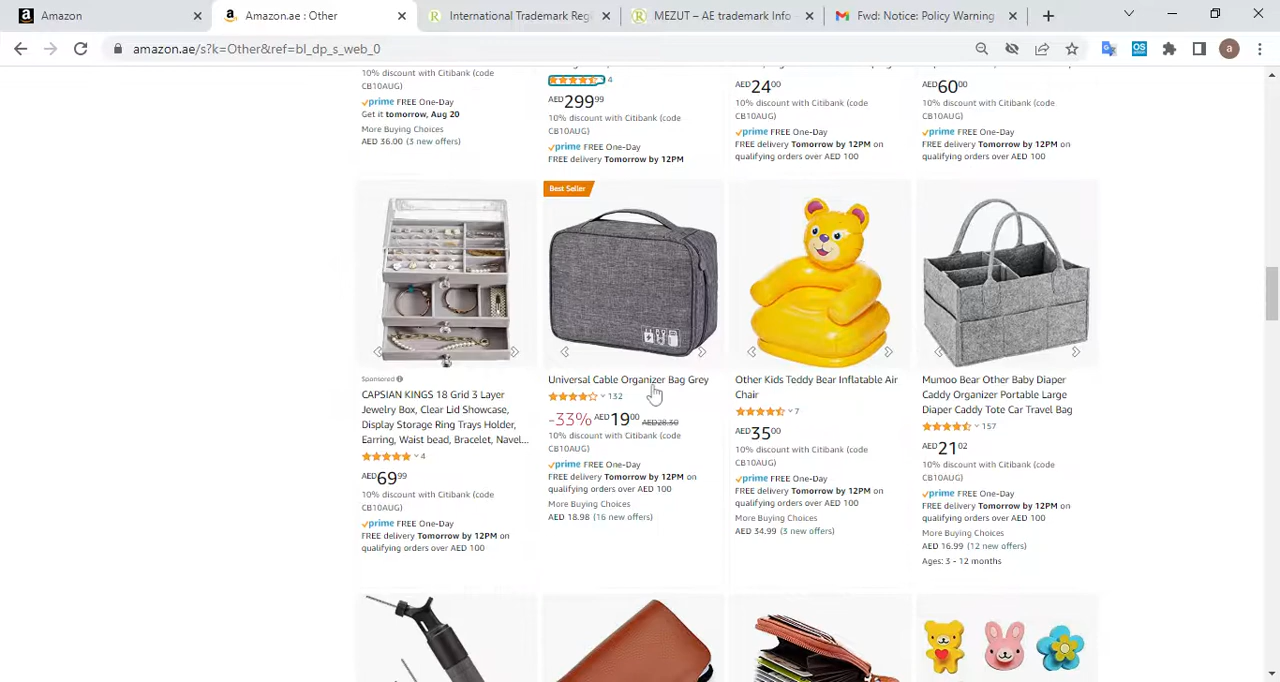 Amazon
Amazon.ae : Other
International Trademark Regi
MEZUT – AE trademark info -
Fwd: Notice: Policy Warning
amazon.ae/s?k=Other&ref=bl_dp_s_web_0
a
10% discount with Citibank (code
CB10AUG)
prime FREE One-Day
Get it tomorrow, Aug 20
More Buying Choices
AED 36.00 (3 new offers)
4
AED 299 99
10% discount with Citibank (code
CB10AUG)
prime FREE One-Day
FREE delivery Tomorrow by 12PM
AED 24 00
10% discount with Citibank (code
CB10AUG)
prime FREE One-Day
FREE delivery Tomorrow by 12PM on
qualifying orders over AED 100
AED 60 00
10% discount with Citibank (code
CB10AUG)
prime FREE One-Day
FREE delivery Tomorrow by 12PM on
qualifying orders over AED 100
Sponsored
CAPSIAN KINGS 18 Grid 3 Layer
Jewelry Box, Clear Lid Showcase,
Display Storage Ring Trays Holder,
Earring, Waist bead, Bracelet, Navel...
4
AED 69 99
10% discount with Citibank (code
CB10AUG)
prime FREE One-Day
FREE delivery Tomorrow by 12PM on
qualifying orders over AED 100
Best Seller
Universal Cable Organizer Bag Grey
132
-33% AED 19 00 AED28.30
10% discount with Citibank (code
CB10AUG)
prime FREE One-Day
FREE delivery Tomorrow by 12PM on
qualifying orders over AED 100
More Buying Choices
AED 18.98 (16 new offers)
Other Kids Teddy Bear Inflatable Air
Chair
7
AED 35 00
10% discount with Citibank (code
CB10AUG)
prime FREE One-Day
FREE delivery Tomorrow by 12PM on
qualifying orders over AED 100
More Buying Choices
AED 34.99 (3 new offers)
Mumoo Bear Other Baby Diaper
Caddy Organizer Portable Large
Diaper Caddy Tote Car Travel Bag
157
AED 21 02
10% discount with Citibank (code
CB10AUG)
prime FREE One-Day
FREE delivery Tomorrow by 12PM on
qualifying orders over AED 100
More Buying Choices
AED 16.99 (12 new offers)
Ages: 3 - 12 months